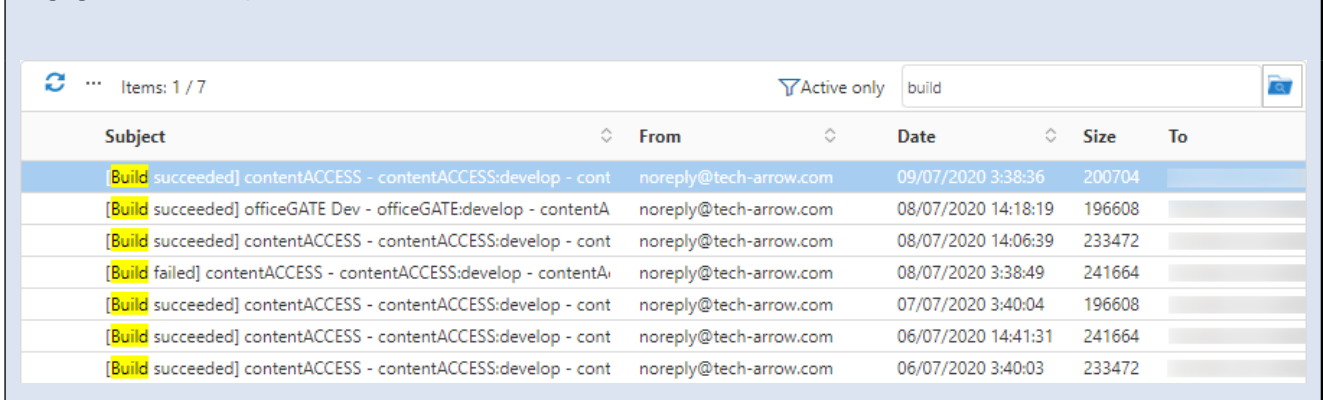 ... Items: 1 / 7 Active only build
Subject From Date Size To
[Build succeeded] contentACCESS - contentACCESS:develop - cont noreply@tech-arrow.com 09/07/2020 3:38:36 200704
[Build succeeded] officeGATE Dev - officeGATE:develop - contentA noreply@tech-arrow.com 08/07/2020 14:18:19 196608
[Build succeeded] contentACCESS - contentACCESS:develop - cont noreply@tech-arrow.com 08/07/2020 14:06:39 233472
[Build failed] contentACCESS - contentACCESS:develop - contentA noreply@tech-arrow.com 08/07/2020 3:38:49 241664
[Build succeeded] contentACCESS - contentACCESS:develop - cont noreply@tech-arrow.com 07/07/2020 3:40:04 196608
[Build succeeded] contentACCESS - contentACCESS:develop - cont noreply@tech-arrow.com 06/07/2020 14:41:31 241664
[Build succeeded] contentACCESS - contentACCESS:develop - cont noreply@tech-arrow.com 06/07/2020 3:40:03 233472